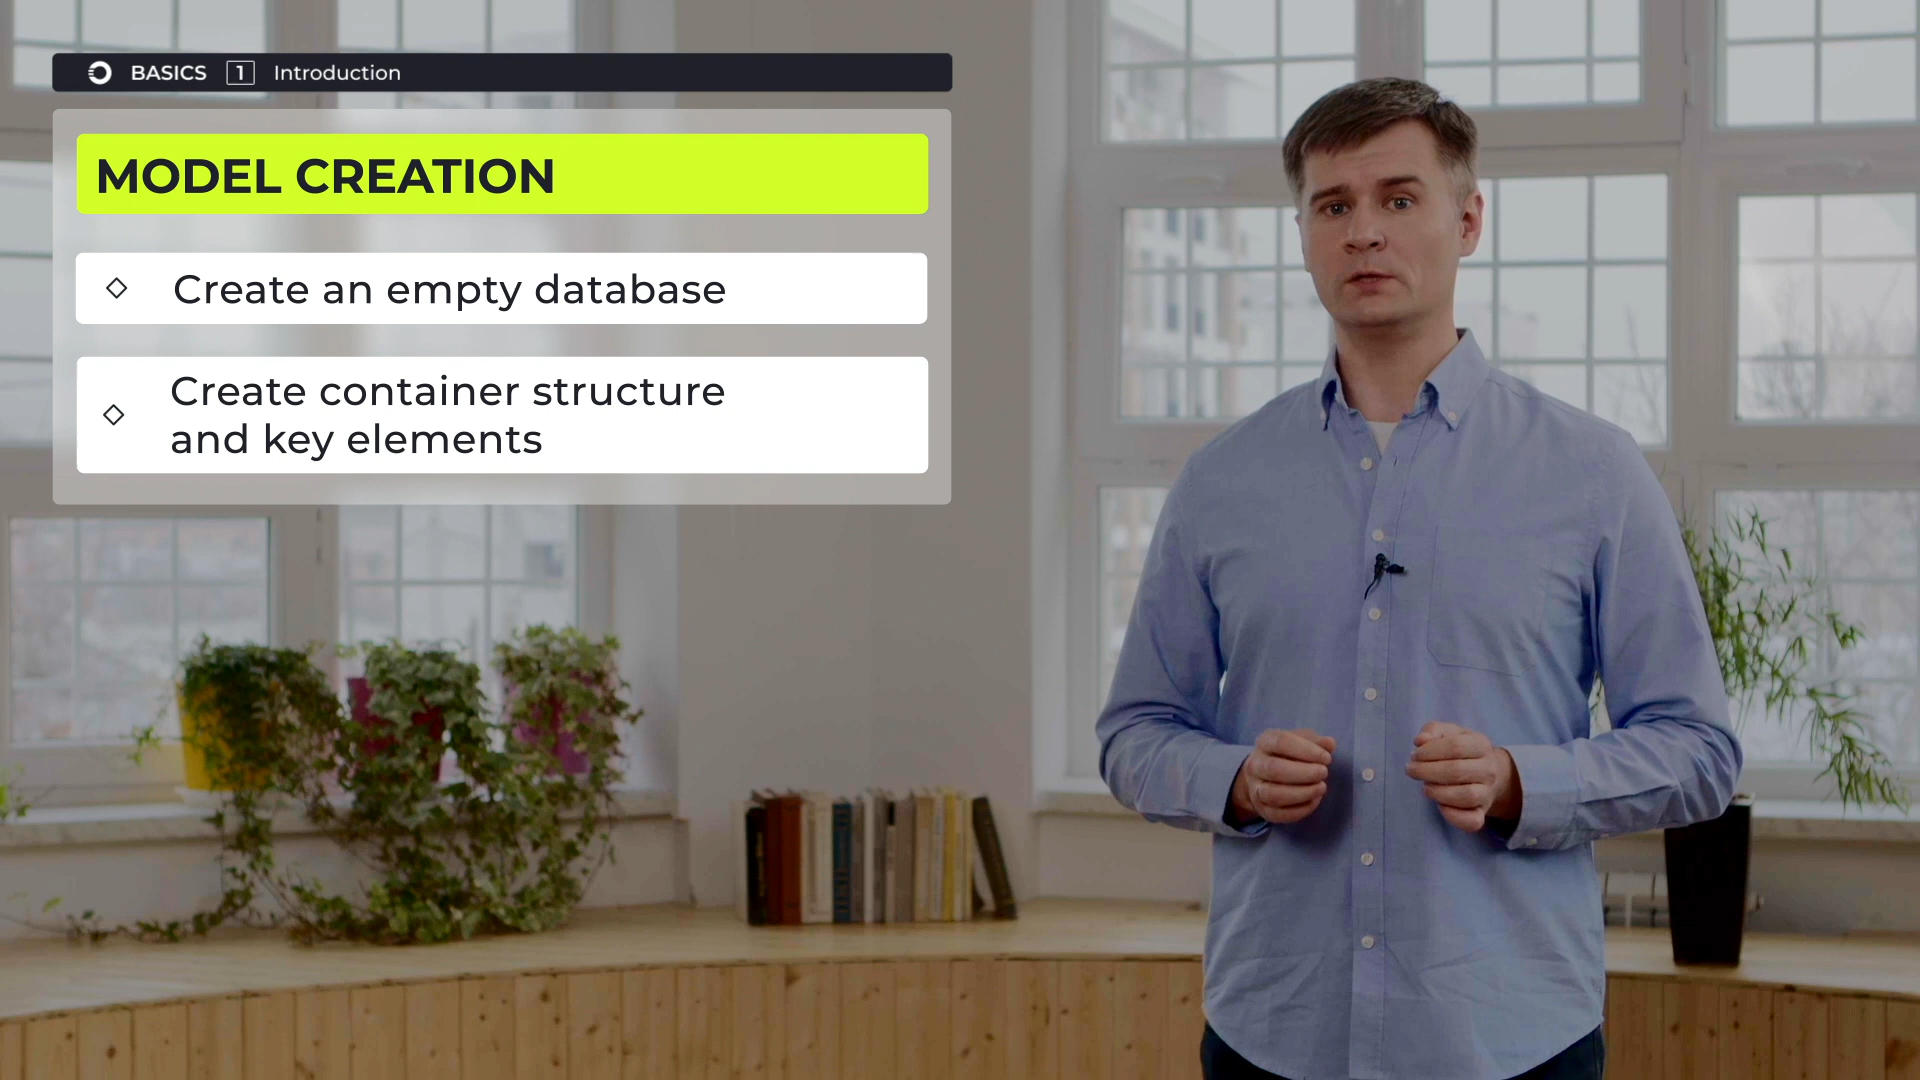 BASICS 1 Introduction
MODEL CREATION
Create an empty database
Create container structure
and key elements